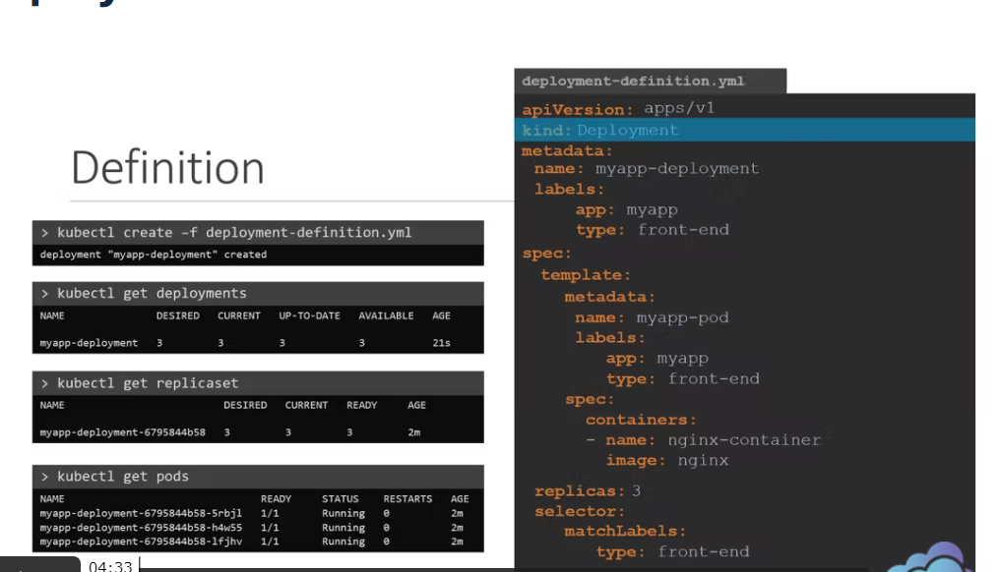 Definition
> kubectl create –f deployment-definition.yml
deployment "myapp-deployment" created
> kubectl get deployments
NAME DESIRED CURRENT UP-TO-DATE AVAILABLE AGE
myapp-deployment 3 3 3 3 21s
> kubectl get replicaset
NAME DESIRED CURRENT READY AGE
myapp-deployment-6795844b58 3 3 3 2m
> kubectl get pods
NAME READY STATUS RESTARTS AGE
myapp-deployment-6795844b58-5rbjl 1/1 Running 0 2m
myapp-deployment-6795844b58-h4w55 1/1 Running 0 2m
myapp-deployment-6795844b58-lfjhv 1/1 Running 0 2m
04:33
deployment-definition.yml
apiVersion: apps/v1
kind: Deployment
metadata:
name: myapp-deployment
labels:
app: myapp
type: front-end
spec:
template:
metadata:
name: myapp-pod
labels:
app: myapp
type: front-end
spec:
containers:
- name: nginx-container
image: nginx
replicas: 3
selector:
matchLabels:
type: front-end